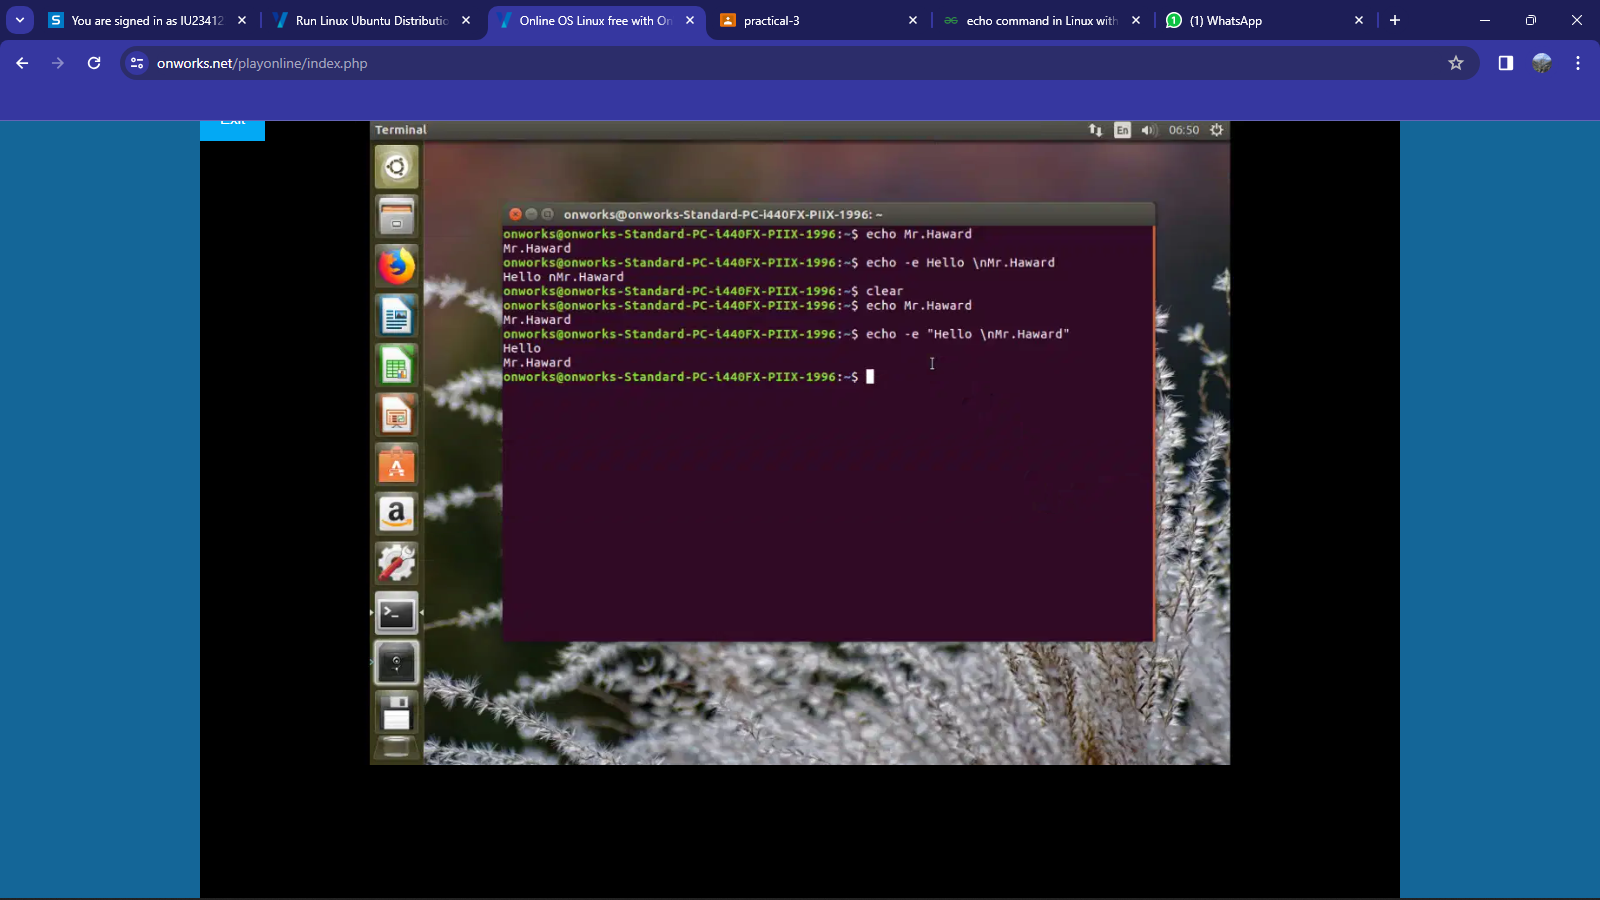 You are signed in as IU23412
Run Linux Ubuntu Distributio
Online OS Linux free with On
practical-3
echo command in Linux with
(1) WhatsApp
onworks.net/playonline/index.php
Exit
Terminal
En
06:50
onworks@onworks-Standard-PC-i440FX-PIIX-1996: ~
onworks@onworks-Standard-PC-i440FX-PIIX-1996:~$ echo Mr.Haward
Mr.Haward
onworks@onworks-Standard-PC-i440FX-PIIX-1996:~$ echo -e Hello \nMr.Haward
Hello nMr.Haward
onworks@onworks-Standard-PC-i440FX-PIIX-1996:~$ clear
onworks@onworks-Standard-PC-i440FX-PIIX-1996:~$ echo Mr.Haward
Mr.Haward
onworks@onworks-Standard-PC-i440FX-PIIX-1996:~$ echo -e "Hello \nMr.Haward"
Hello
Mr.Haward
onworks@onworks-Standard-PC-i440FX-PIIX-1996:~$